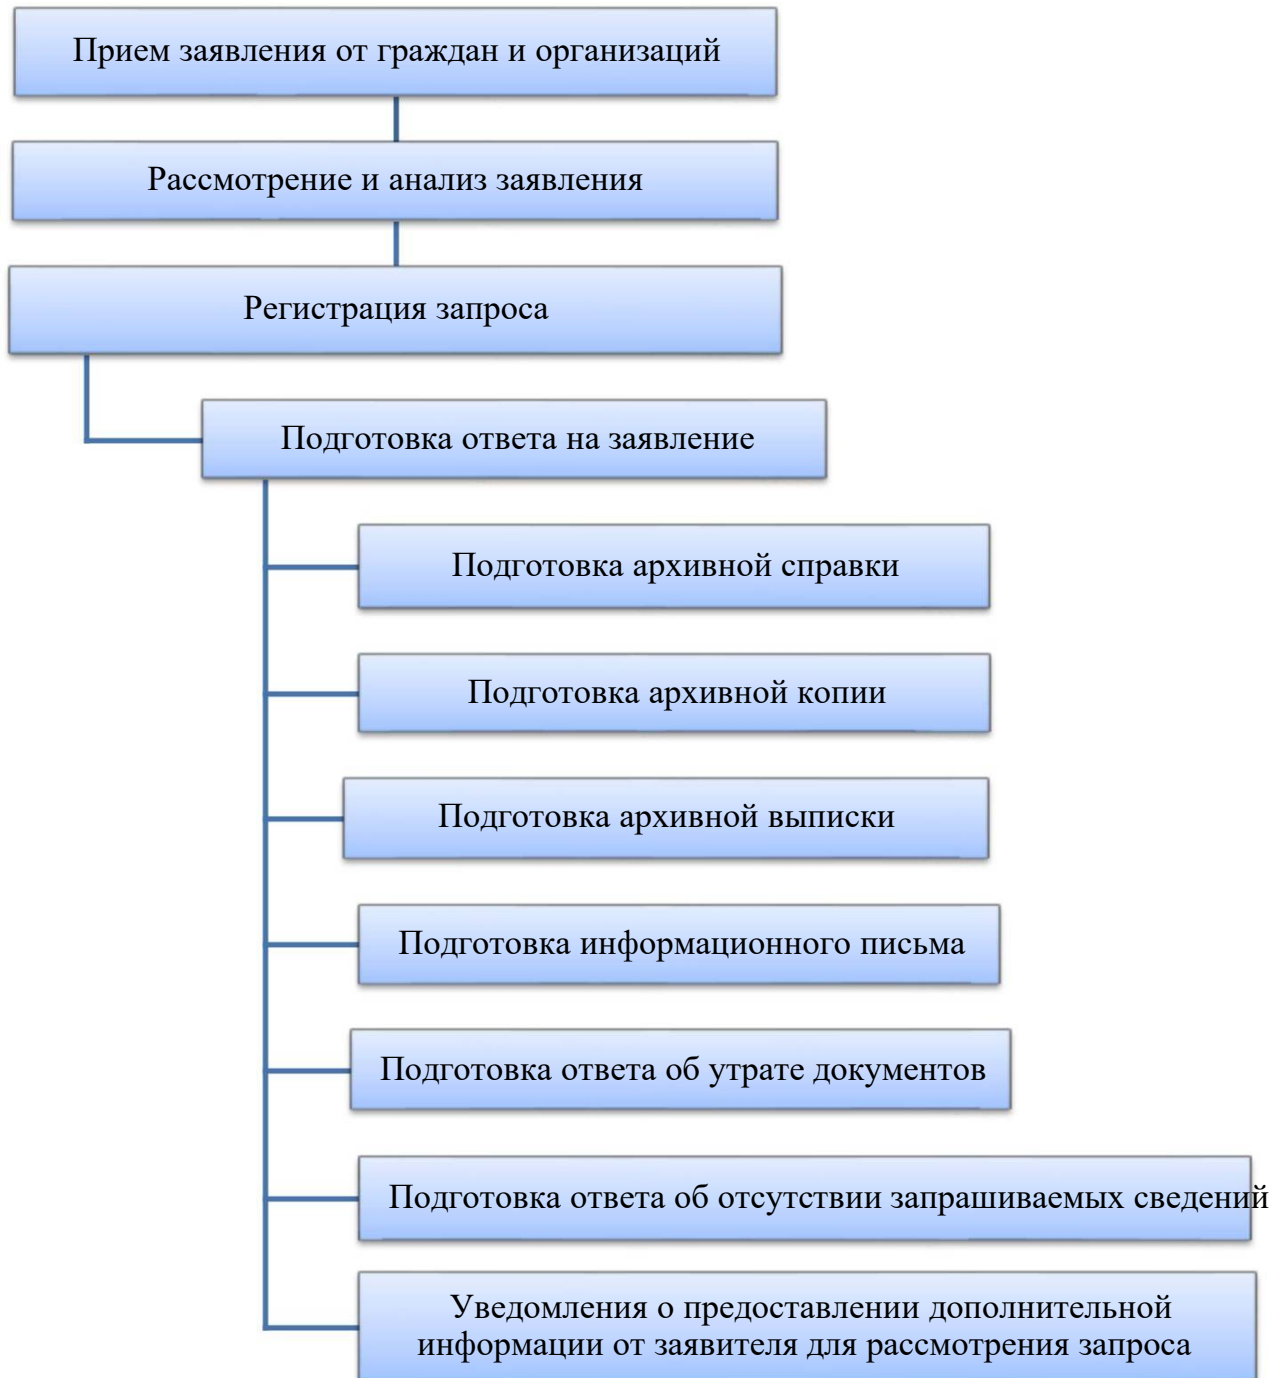 Прием заявления от граждан и организаций
Рассмотрение и анализ заявления
Регистрация запроса
Подготовка ответа на заявление
Подготовка архивной справки
Подготовка архивной копии
Подготовка архивной выписки
Подготовка информационного письма
Подготовка ответа об утрате документов
Подготовка ответа об отсутствии запрашиваемых сведений
Уведомления о предоставлении дополнительной
информации от заявителя для рассмотрения запроса